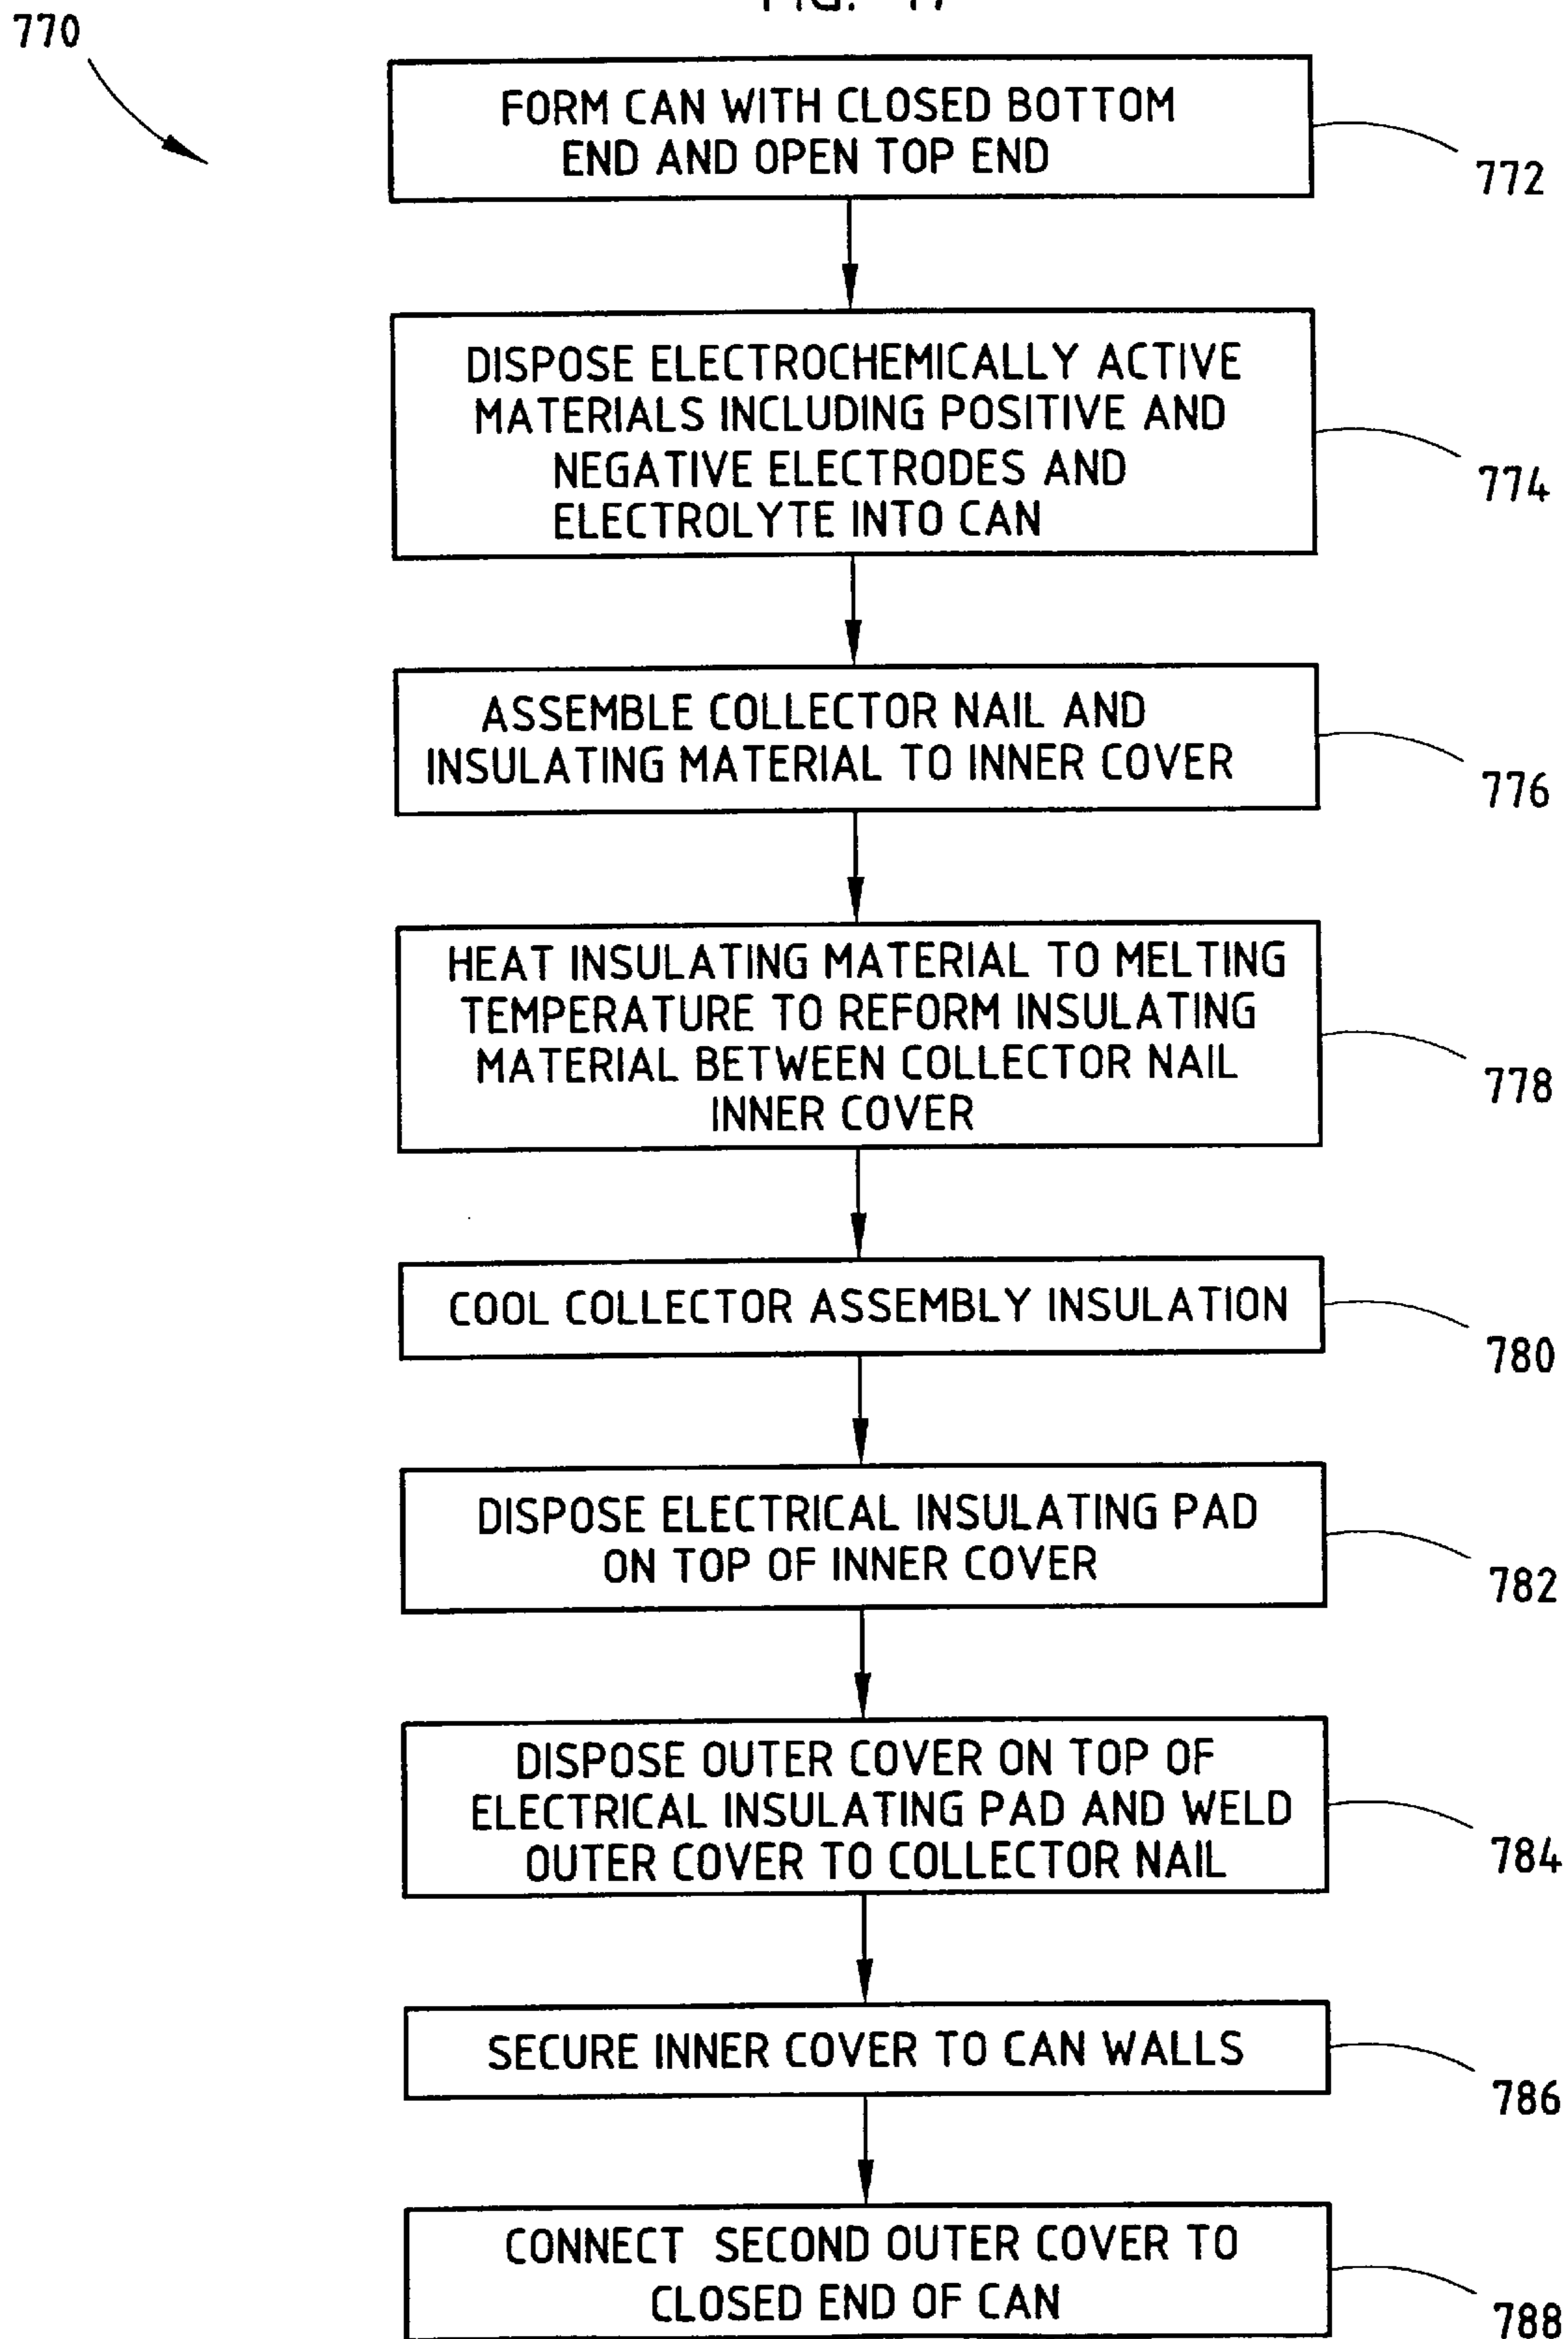 770
FORM CAN WITH CLOSED BOTTOM
END AND OPEN TOP END
772
DISPOSE ELECTROCHEMICALLY ACTIVE
MATERIALS INCLUDING POSITIVE AND
NEGATIVE ELECTRODES AND
ELECTROLYTE INTO CAN
774
ASSEMBLE COLLECTOR NAIL AND
INSULATING MATERIAL TO INNER COVER
776
HEAT INSULATING MATERIAL TO MELTING
TEMPERATURE TO REFORM INSULATING
MATERIAL BETWEEN COLLECTOR NAIL
INNER COVER
778
COOL COLLECTOR ASSEMBLY INSULATION
780
DISPOSE ELECTRICAL INSULATING PAD
ON TOP OF INNER COVER
782
DISPOSE OUTER COVER ON TOP OF
ELECTRICAL INSULATING PAD AND WELD
OUTER COVER TO COLLECTOR NAIL
784
SECURE INNER COVER TO CAN WALLS
786
CONNECT SECOND OUTER COVER TO
CLOSED END OF CAN
788